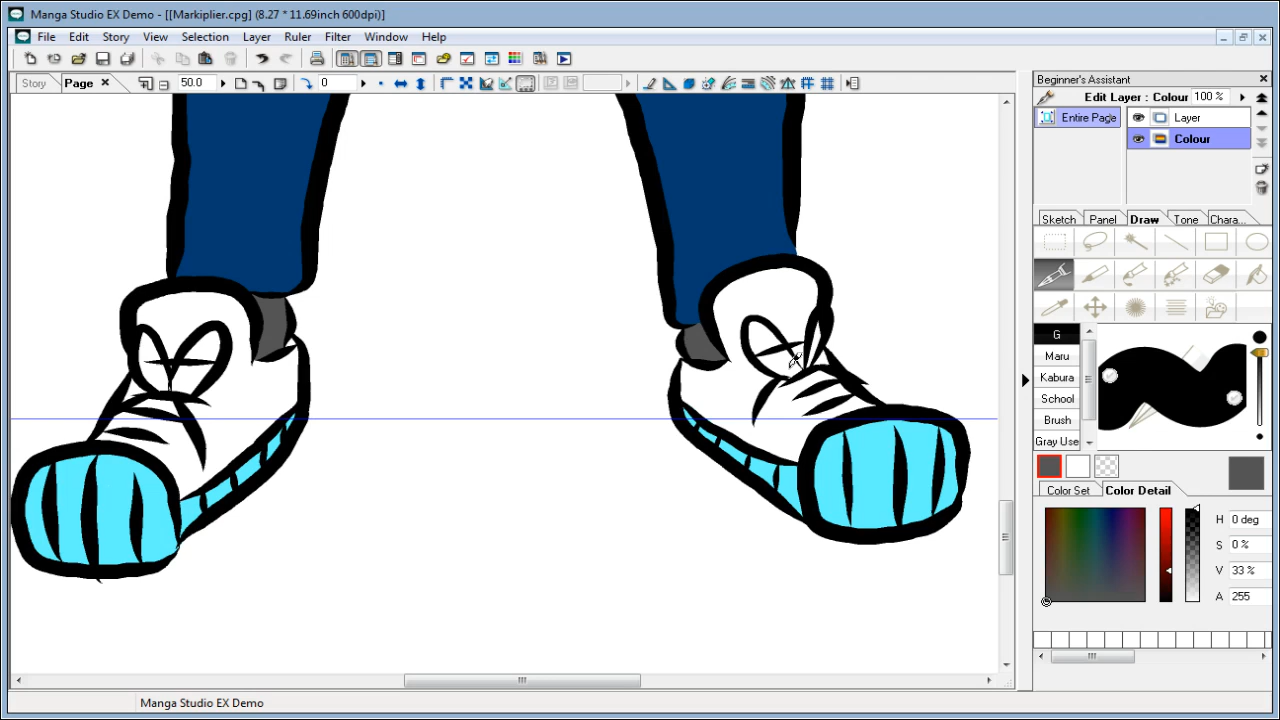 Manga Studio EX Demo - [[Markiplier.cpg] (8.27 * 11.69inch 600dpi)]
File Edit Story View Selection Layer Ruler Filter Window Help
Story Page 50.0 0
Beginner's Assistant
Edit Layer : Colour 100 %
Entire Page Layer
Colour
Sketch Panel Draw Tone Chara...
G
Maru
Kabura
School
Brush
Gray Use
Color Set Color Detail
H 0 deg
S 0 %
V 33 %
A 255
Manga Studio EX Demo